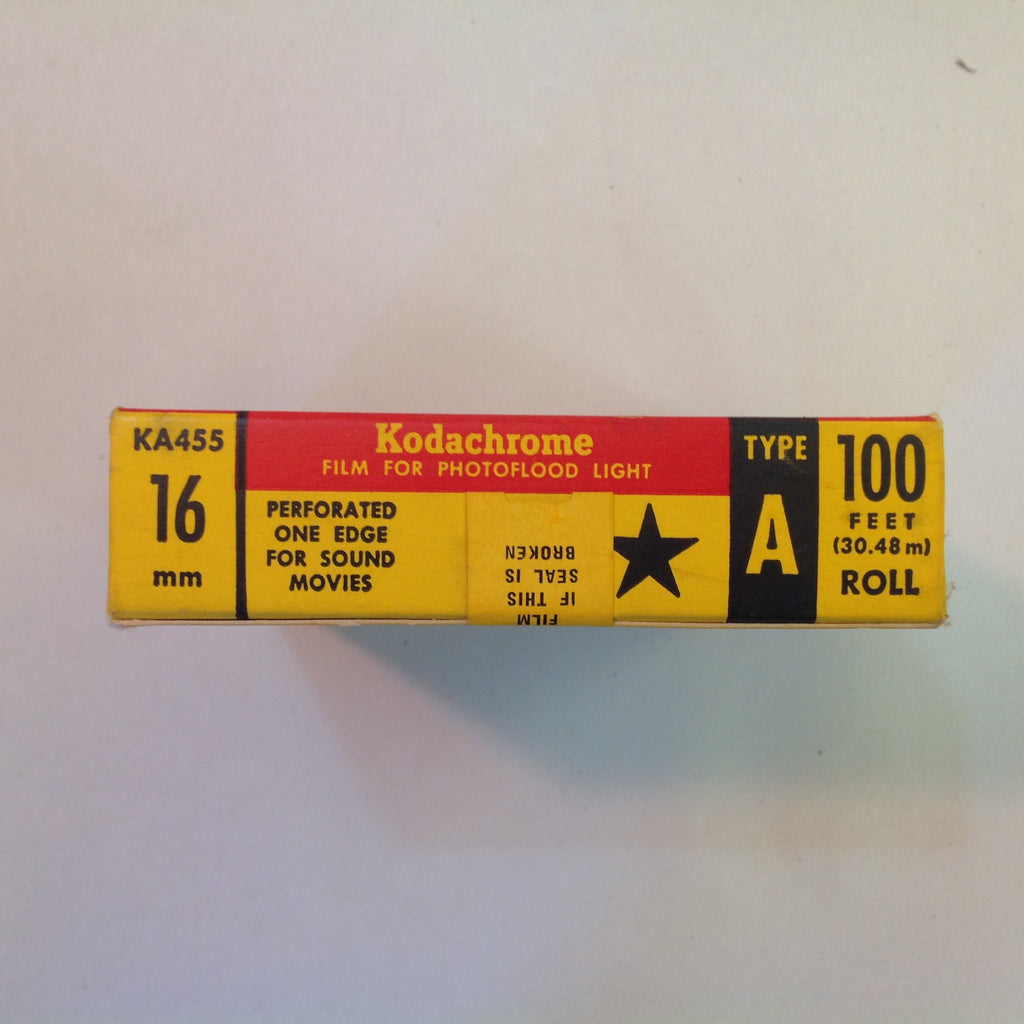 KA455
16
mm
Kodachrome
FILM FOR PHOTOFLOOD LIGHT
PERFORATED
ONE EDGE
FOR SOUND
MOVIES
FILM
IF THIS
SEAL IS
BROKEN
TYPE
A
100
FEET
(30.48 m)
ROLL